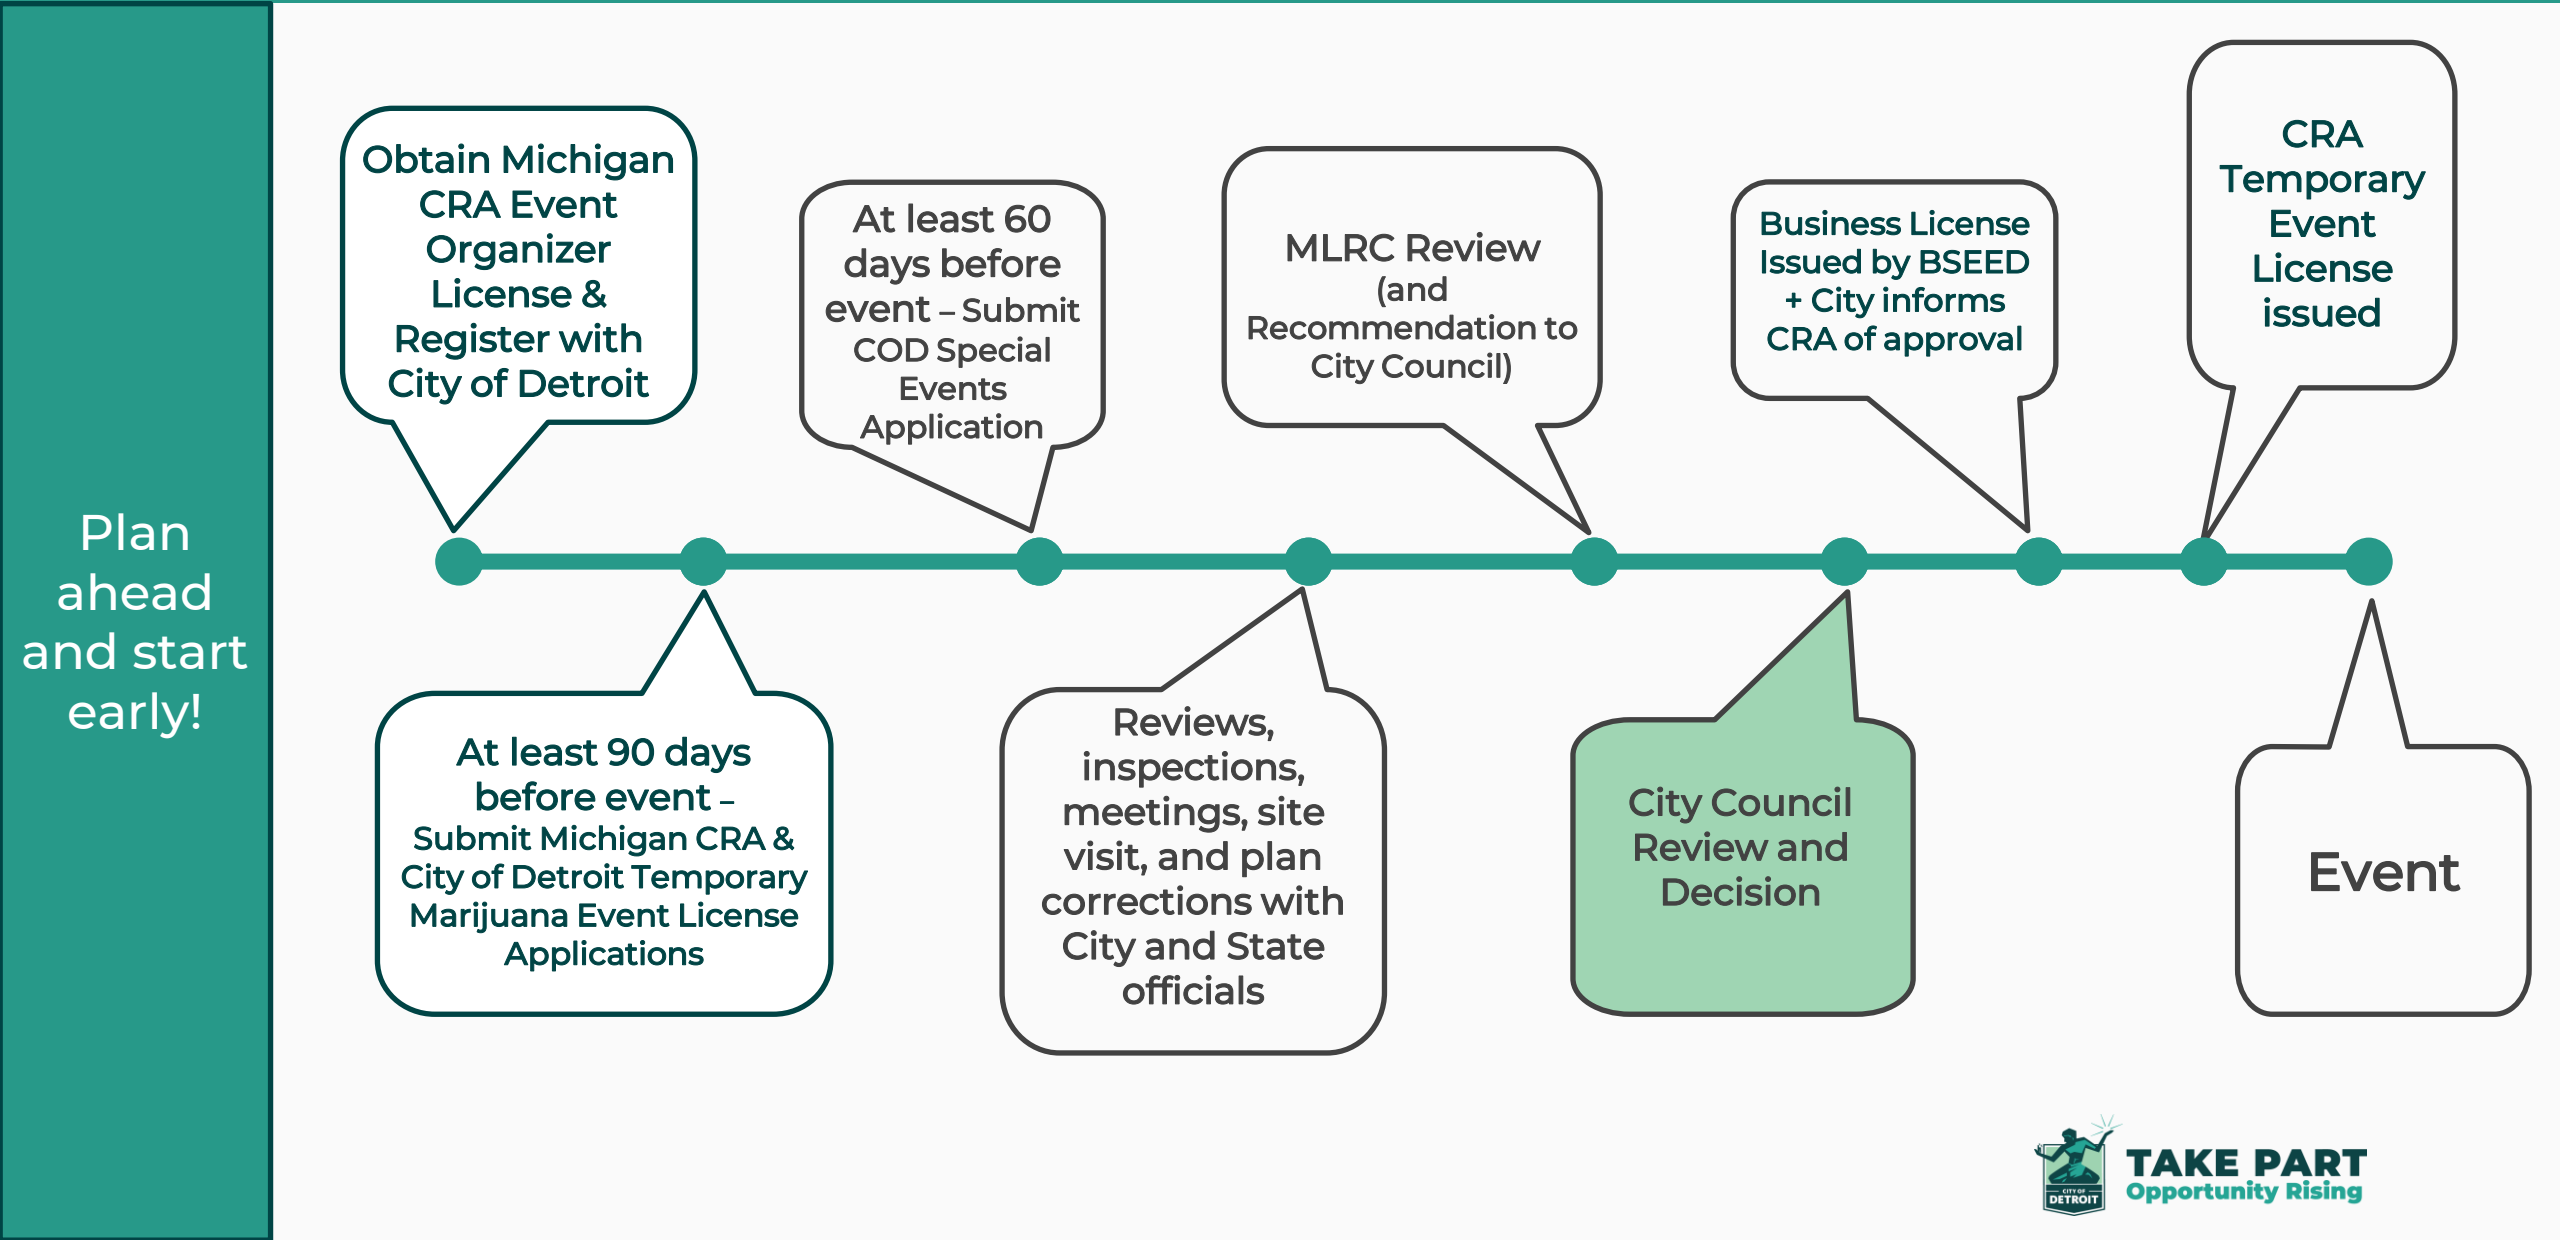 Plan
ahead
and start
early!
Obtain Michigan
CRA Event
Organizer
License &
Register with
City of Detroit
At least 90 days
before event –
Submit Michigan CRA &
City of Detroit Temporary
Marijuana Event License
Applications
At least 60
days before
event – Submit
COD Special
Events
Application
Reviews,
inspections,
meetings, site
visit, and plan
corrections with
City and State
officials
MLRC Review
(and
Recommendation to
City Council)
City Council
Review and
Decision
Business License
Issued by BSEED
+ City informs
CRA of approval
CRA
Temporary
Event
License
issued
Event
CITY OF
DETROIT
TAKE PART
Opportunity Rising